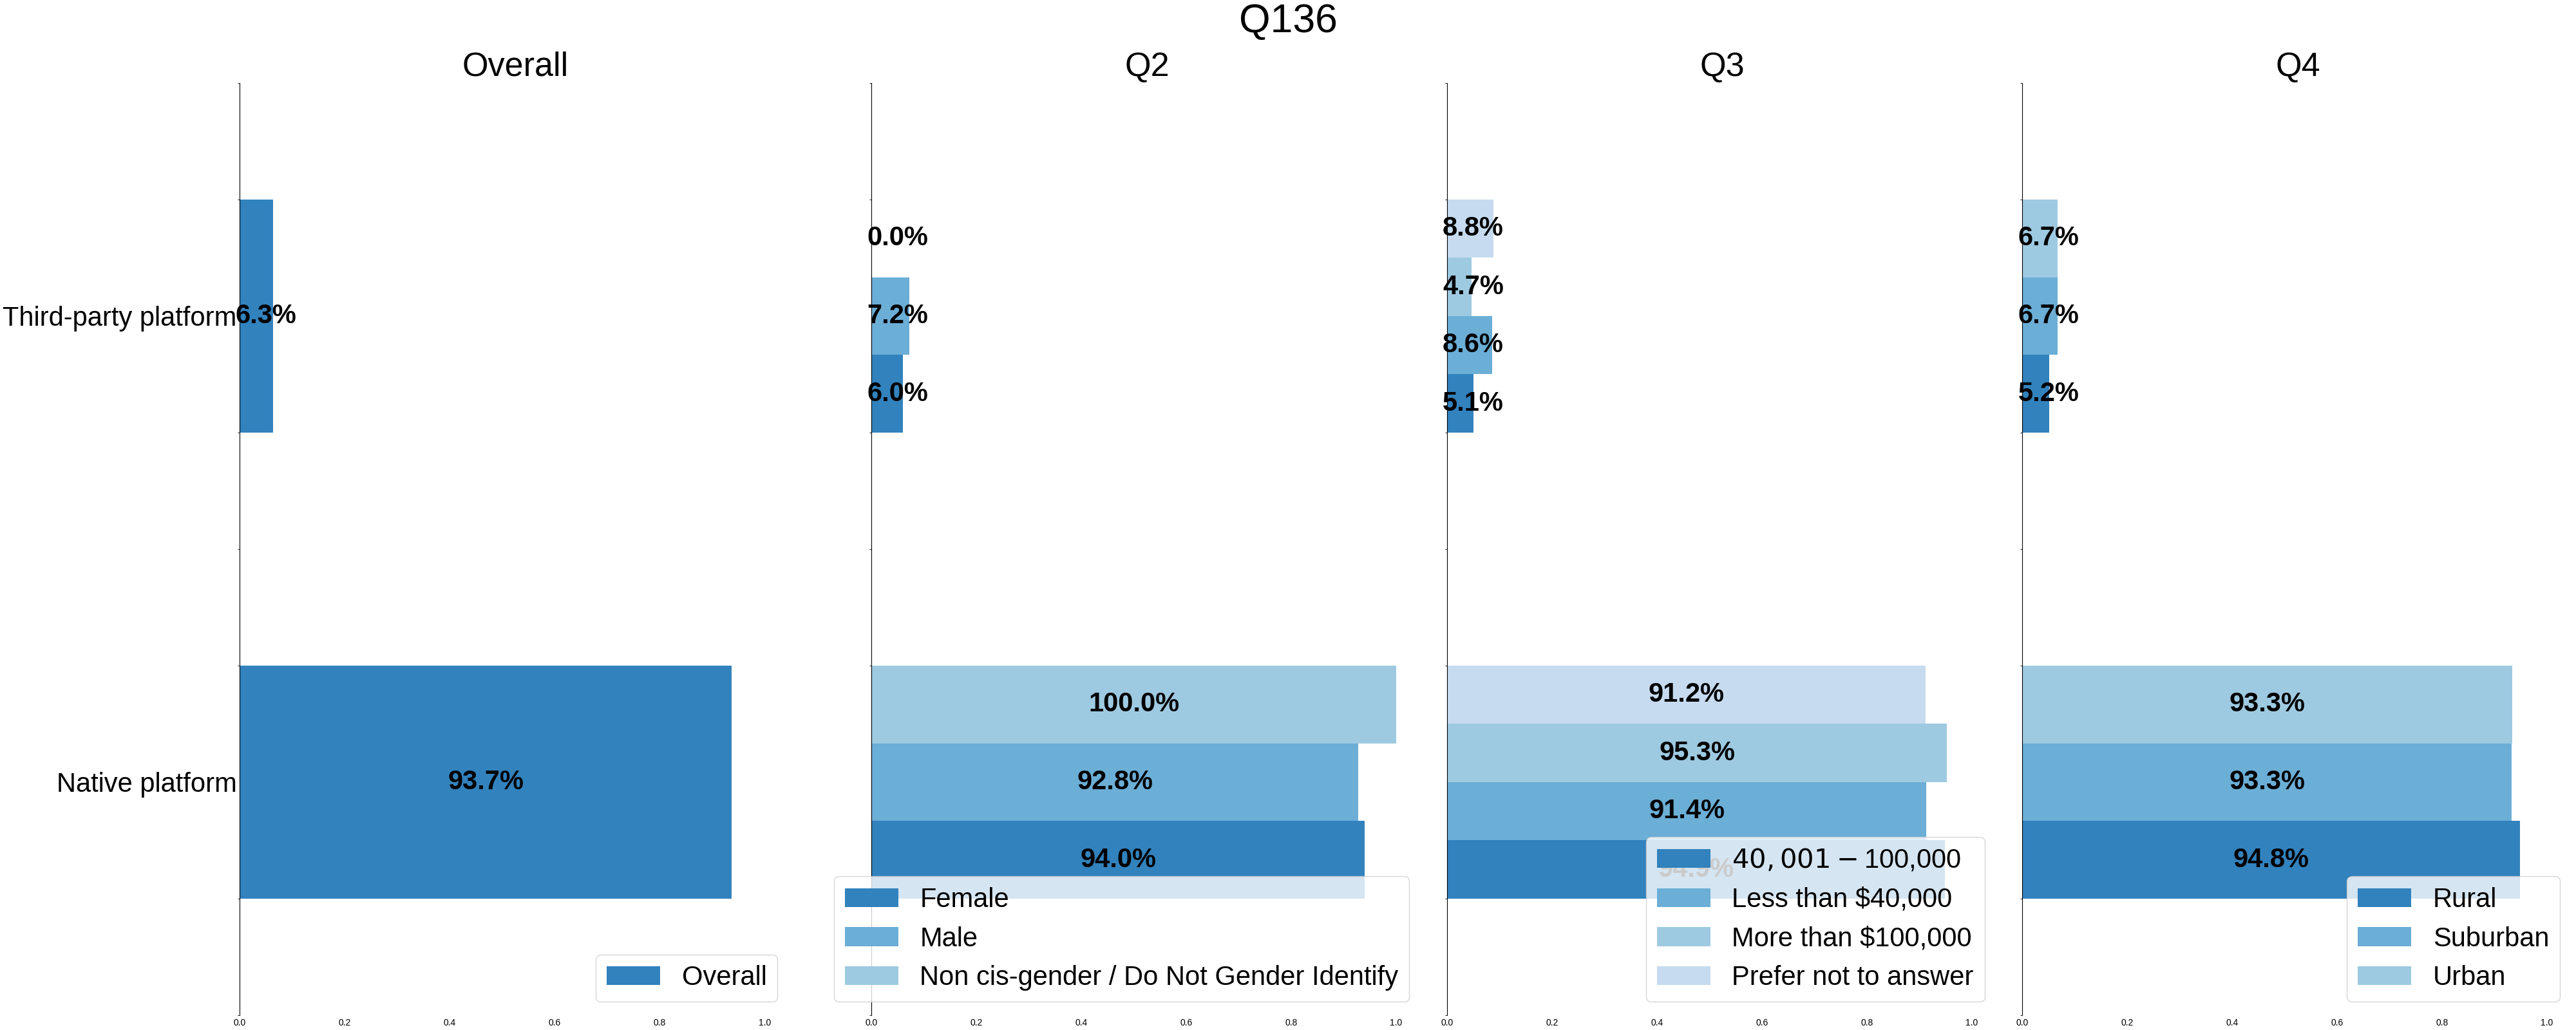 Q136
Overall
Q2
Q3
Q4
Third-party platform
6.3%
0.0%
7.2%
6.0%
8.8%
4.7%
8.6%
5.1%
6.7%
6.7%
5.2%
Native platform
93.7%
100.0%
92.8%
94.0%
91.2%
95.3%
91.4%
94.9%
93.3%
93.3%
94.8%
Overall
Female
Male
Non cis-gender / Do Not Gender Identify
40,001 − 100,000
Less than $40,000
More than $100,000
Prefer not to answer
Rural
Suburban
Urban
0.0 0.2 0.4 0.6 0.8 1.0
0.0 0.2 0.4 0.6 0.8 1.0
0.0 0.2 0.4 0.6 0.8 1.0
0.0 0.2 0.4 0.6 0.8 1.0